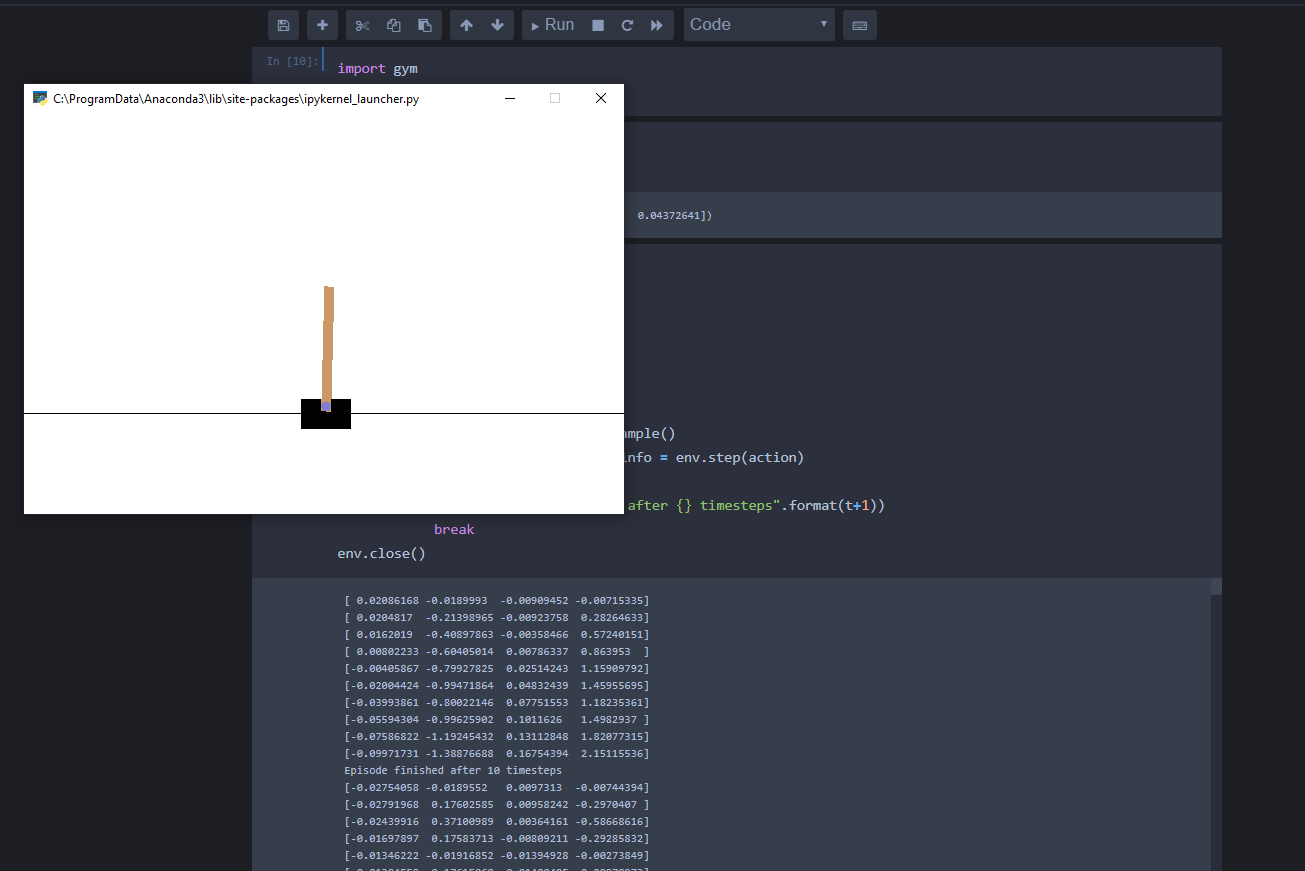 Run Code
In [10]: import gym
C:\ProgramData\Anaconda3\lib\site-packages\ipykernel_launcher.py
0.04372641])
mple()
info = env.step(action)
after {} timesteps".format(t+1))
break
env.close()
[ 0.02086168 -0.0189993  -0.00909452 -0.00715335]
[ 0.0204817  -0.21398965 -0.00923758  0.28264633]
[ 0.0162019  -0.40897863 -0.00358466  0.57240151]
[ 0.00802233 -0.60405014  0.00786337  0.863953  ]
[-0.00405867 -0.79927825  0.02514243  1.15909792]
[-0.02004424 -0.99471864  0.04832439  1.45955695]
[-0.03993861 -0.80022146  0.07751553  1.18235361]
[-0.05594304 -0.99625902  0.1011626   1.4982937 ]
[-0.07586822 -1.19245432  0.13112848  1.82077315]
[-0.09971731 -1.38876688  0.16754394  2.15115536]
Episode finished after 10 timesteps
[-0.02754058 -0.0189552   0.0097313  -0.00744394]
[-0.02791968  0.17602585  0.00958242 -0.2970407 ]
[-0.02439916  0.37100989  0.00364161 -0.58668616]
[-0.01697897  0.17583713 -0.00809211 -0.29285832]
[-0.01346222 -0.01916852 -0.01394928 -0.00273849]